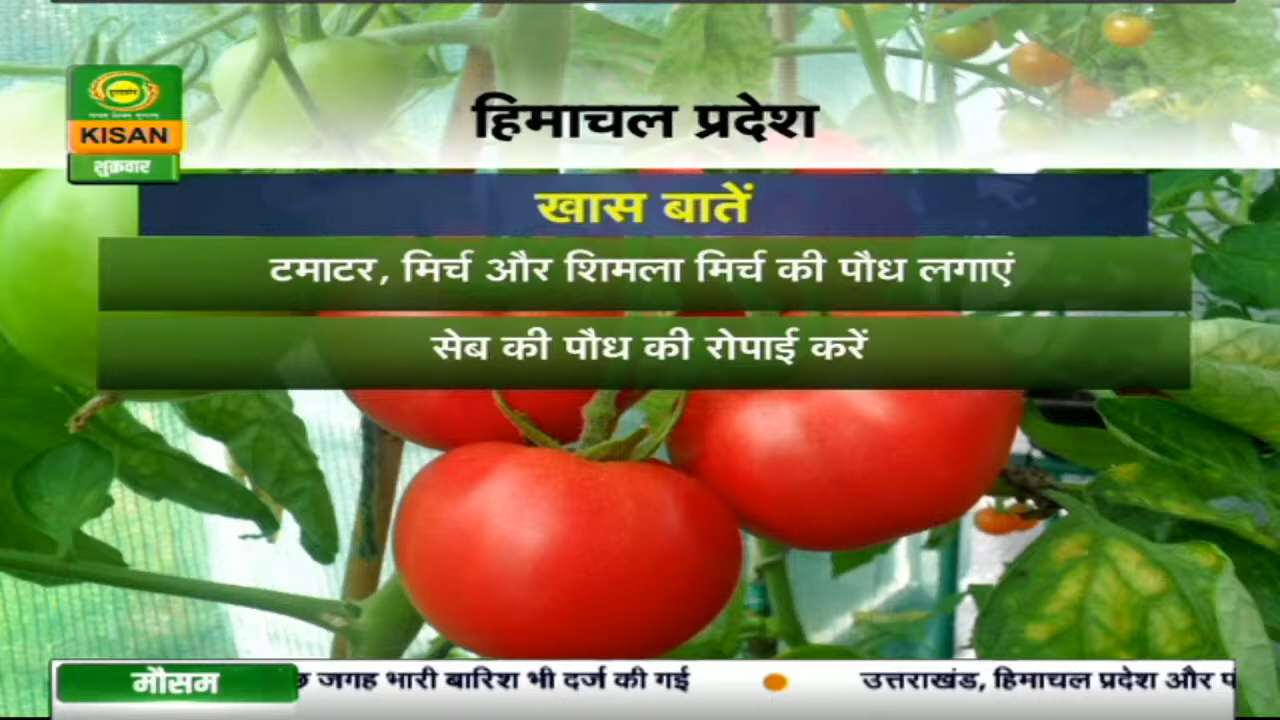 हिमाचल प्रदेश
KISAN
शुक्रवार
खास बातें
टमाटर, मिर्च और शिमला मिर्च की पौध लगाएं
सेब की पौध की रोपाई करें
मौसम
जगह भारी बारिश भी दर्ज की गई
उत्तराखंड, हिमाचल प्रदेश और